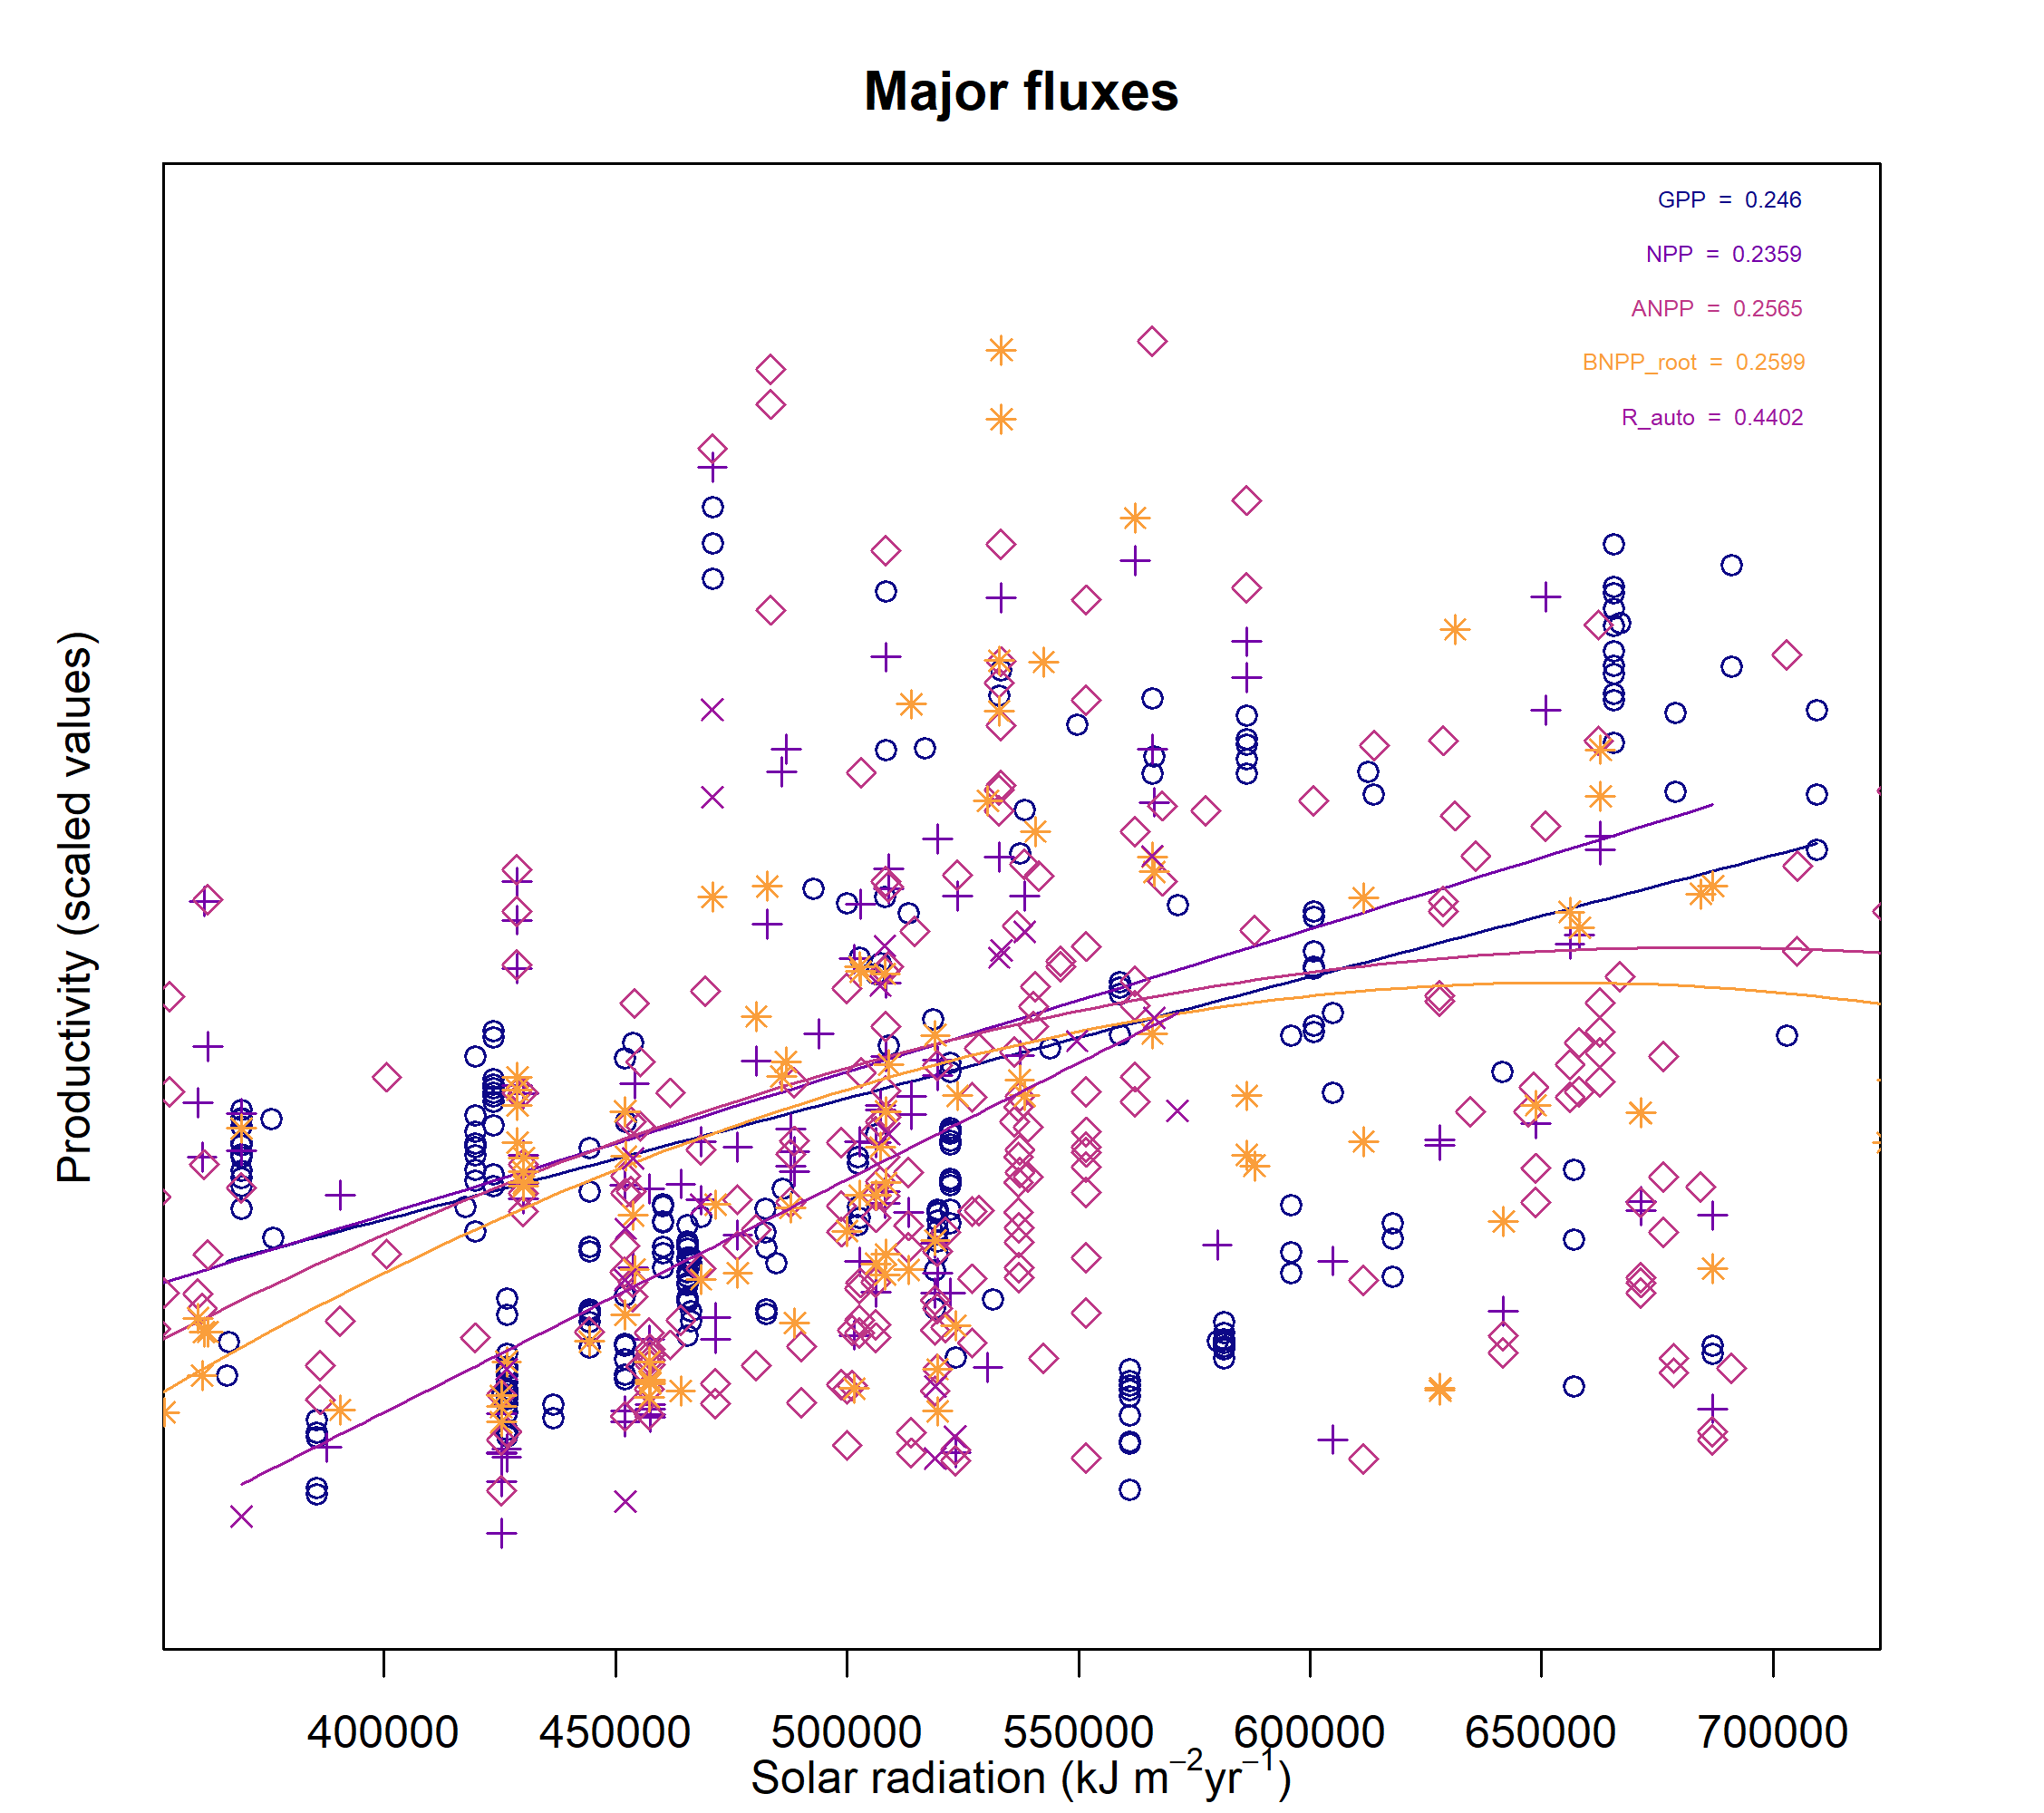 Major fluxes
GPP = 0.246
NPP = 0.2359
ANPP = 0.2565
BNPP_root = 0.2599
R_auto = 0.4402
Productivity (scaled values)
400000 450000 500000 550000 600000 650000 700000
Solar radiation (kJ m⁻²yr⁻¹)